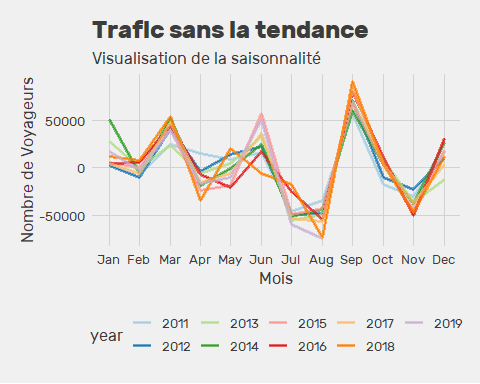 Trafic sans la tendance
Visualisation de la saisonnalité
Nombre de Voyageurs
50000
0
-50000
Jan Feb Mar Apr May Jun Jul Aug Sep Oct Nov Dec
Mois
year
2011 2013 2015 2017 2019
2012 2014 2016 2018